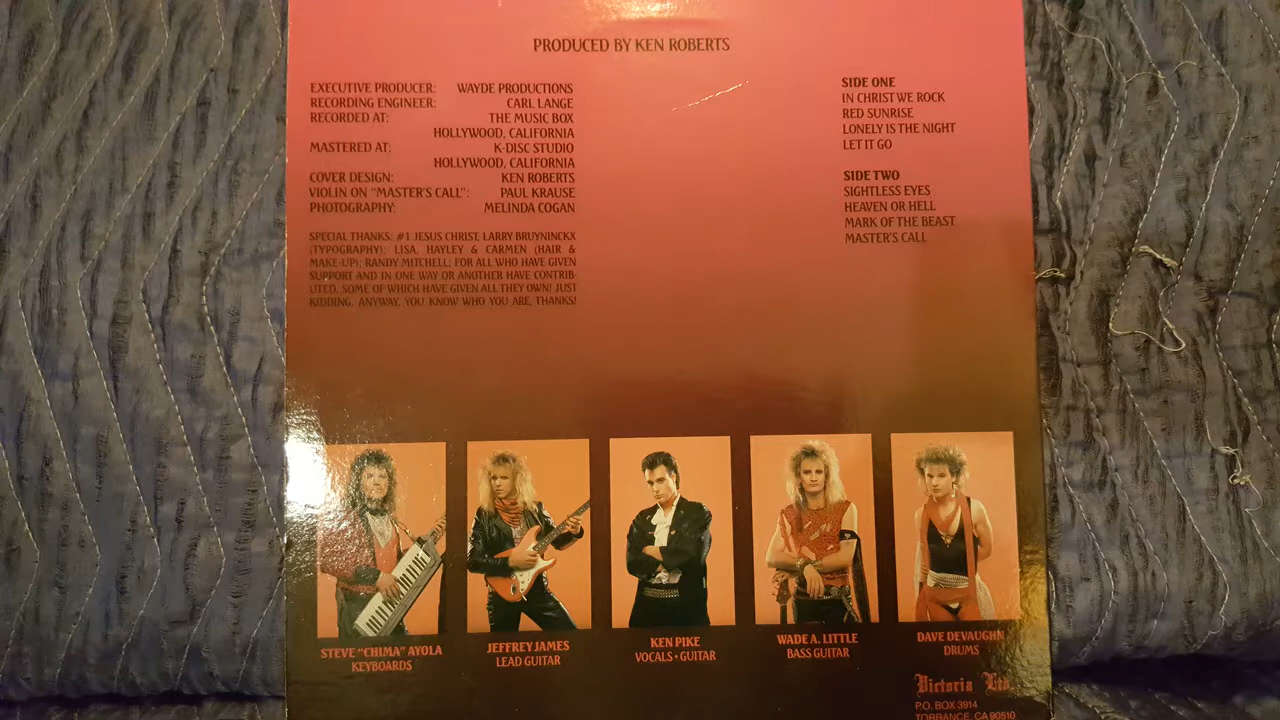 PRODUCED BY KEN ROBERTS
EXECUTIVE PRODUCER: WAYDE PRODUCTIONS
RECORDING ENGINEER: CARL LANGE
RECORDED AT: THE MUSIC BOX
HOLLYWOOD, CALIFORNIA
MASTERED AT: K-DISC STUDIO
HOLLYWOOD, CALIFORNIA
COVER DESIGN: KEN ROBERTS
VIOLIN ON "MASTER'S CALL": PAUL KRAUSE
PHOTOGRAPHY: MELINDA COGAN
SPECIAL THANKS: #1 JESUS CHRIST, LARRY BRUYNINCKX
(TYPOGRAPHY); LISA, HAYLEY & CARMEN (HAIR &
MAKE-UP); RANDY MITCHELL; FOR ALL WHO HAVE GIVEN
SUPPORT AND IN ONE WAY OR ANOTHER HAVE CONTRIB-
UTED, SOME OF WHICH HAVE GIVEN ALL THEY OWN! JUST
KIDDING. ANYWAY, YOU KNOW WHO YOU ARE, THANKS!
SIDE ONE
IN CHRIST WE ROCK
RED SUNRISE
LONELY IS THE NIGHT
LET IT GO
SIDE TWO
SIGHTLESS EYES
HEAVEN OR HELL
MARK OF THE BEAST
MASTER'S CALL
STEVE "CHIMA" AYOLA
KEYBOARDS
JEFFREY JAMES
LEAD GUITAR
KEN PIKE
VOCALS • GUITAR
WADE A. LITTLE
BASS GUITAR
DAVE DEVAUGHN
DRUMS
Victoria Ltd.
P.O. BOX 3914
TORRANCE, CA 90510